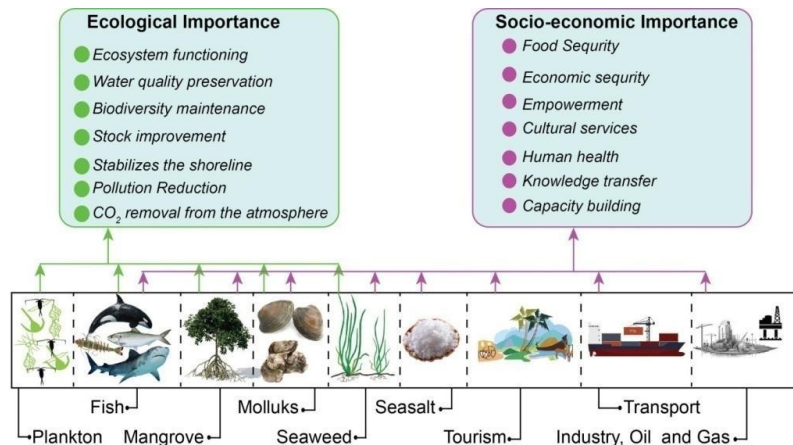 Ecological Importance
Ecosystem functioning
Water quality preservation
Biodiversity maintenance
Stock improvement
Stabilizes the shoreline
Pollution Reduction
CO₂ removal from the atmosphere
Socio-economic Importance
Food Sequrity
Economic sequrity
Empowerment
Cultural services
Human health
Knowledge transfer
Capacity building
Fish
Molluks
Seasalt
Transport
Plankton
Mangrove
Seaweed
Tourism
Industry, Oil and Gas